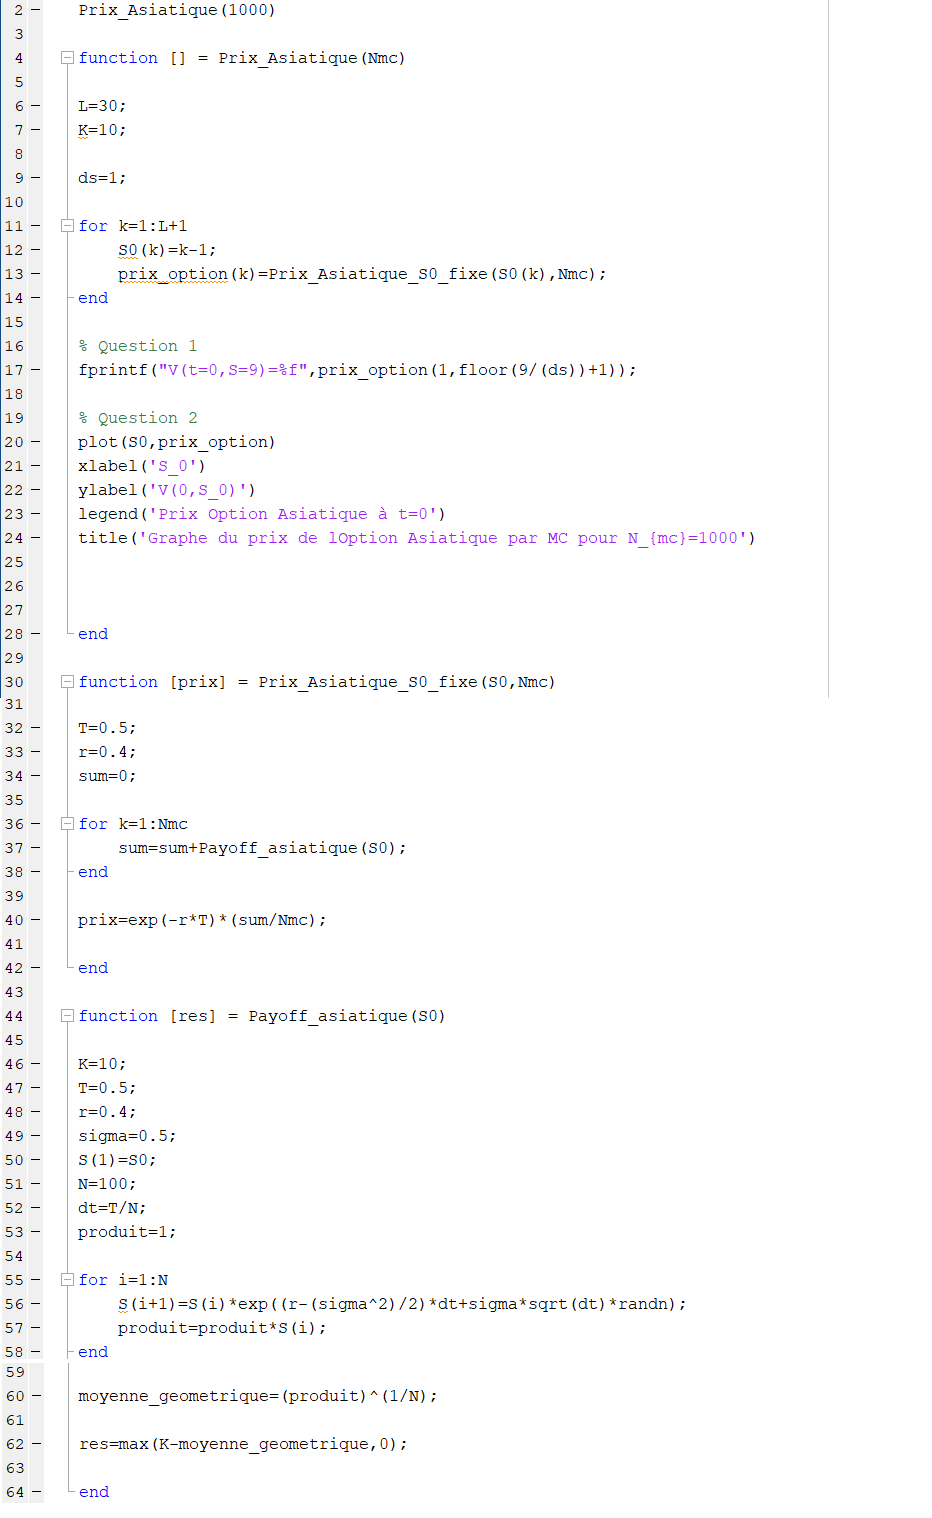 2 - Prix_Asiatique(1000)
3
4 function [] = Prix_Asiatique(Nmc)
5
6 - L=30;
7 - K=10;
8
9 - ds=1;
10
11 - for k=1:L+1
12 - S0(k)=k-1;
13 - prix_option(k)=Prix_Asiatique_S0_fixe(S0(k),Nmc);
14 - end
15
16 % Question 1
17 - fprintf("V(t=0,S=9)=%f",prix_option(1,floor(9/(ds))+1));
18
19 % Question 2
20 - plot(S0,prix_option)
21 - xlabel('S_0')
22 - ylabel('V(0,S_0)')
23 - legend('Prix Option Asiatique à t=0')
24 - title('Graphe du prix de lOption Asiatique par MC pour N_{mc}=1000')
25
26
27
28 - end
29
30 function [prix] = Prix_Asiatique_S0_fixe(S0,Nmc)
31
32 - T=0.5;
33 - r=0.4;
34 - sum=0;
35
36 - for k=1:Nmc
37 - sum=sum+Payoff_asiatique(S0);
38 - end
39
40 - prix=exp(-r*T)*(sum/Nmc);
41
42 - end
43
44 function [res] = Payoff_asiatique(S0)
45
46 - K=10;
47 - T=0.5;
48 - r=0.4;
49 - sigma=0.5;
50 - S(1)=S0;
51 - N=100;
52 - dt=T/N;
53 - produit=1;
54
55 - for i=1:N
56 - S(i+1)=S(i)*exp((r-(sigma^2)/2)*dt+sigma*sqrt(dt)*randn);
57 - produit=produit*S(i);
58 - end
59
60 - moyenne_geometrique=(produit)^(1/N);
61
62 - res=max(K-moyenne_geometrique,0);
63
64 - end